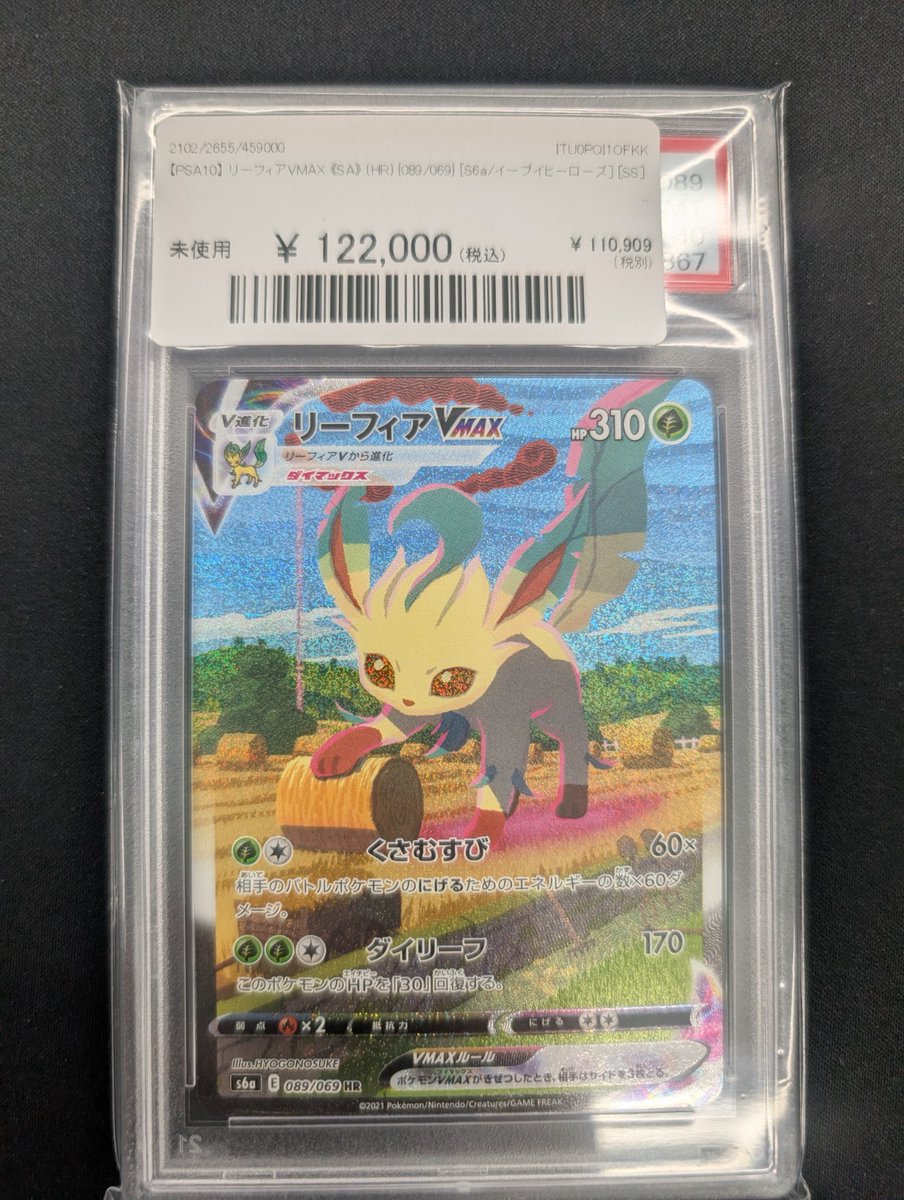 2102/2655/459000
ITU0PQI1OFKK
【PSA10】リーフィアVMAX《SA》(HR){089/069} [S6a/イーブイヒーローズ] [SS]
未使用 ¥ 122,000(税込) ¥ 110,909
(税別)
089
867
V進化 リーフィアVMAX HP310
リーフィアVから進化
ダイマックス
くさむすび 60×
相手のバトルポケモンのにげるためのエネルギーの数×60ダ
メージ。
ダイリーフ 170
このポケモンのHPを「30」回復する。
弱点 ×2 抵抗力 にげる
Illus.HYOGONOSUKE
VMAXルール
s6a E 089/069 HR
ポケモンVMAXがきぜつしたとき、相手はサイドを3枚とる。
©2021 Pokémon/Nintendo/Creatures/GAME FREAK